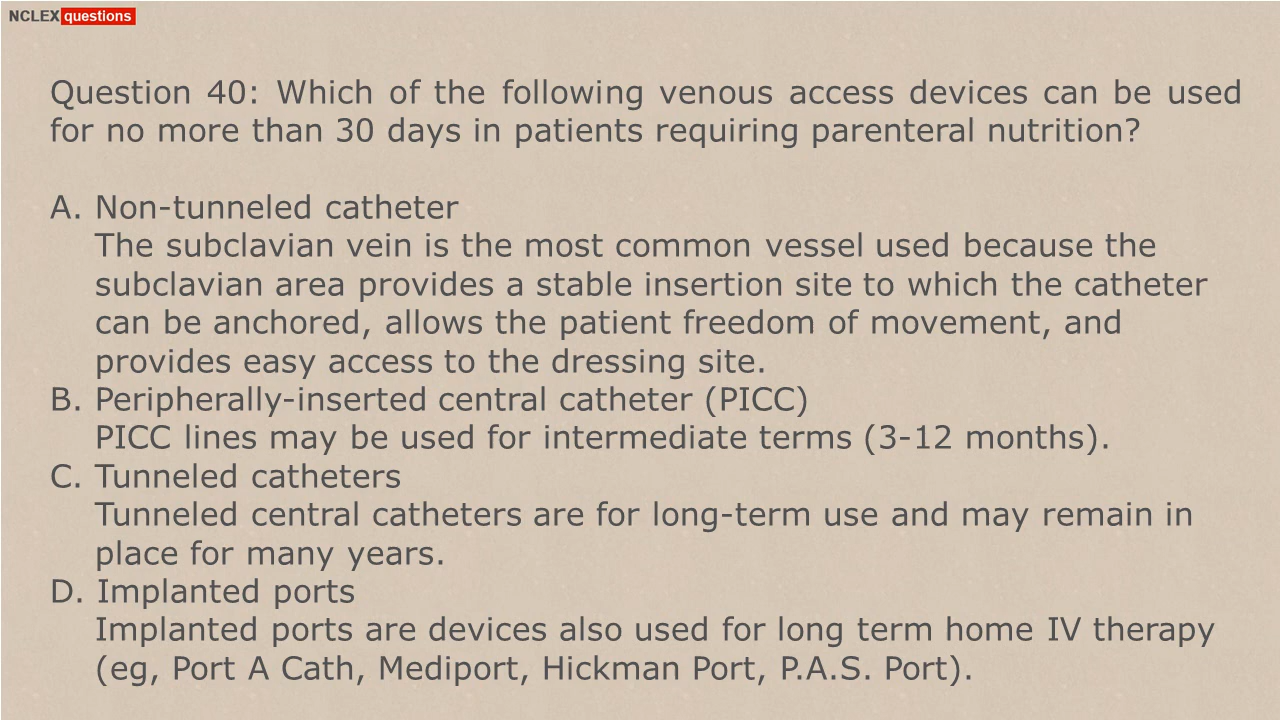 NCLEX questions
Question 40: Which of the following venous access devices can be used
for no more than 30 days in patients requiring parenteral nutrition?
A. Non-tunneled catheter
The subclavian vein is the most common vessel used because the
subclavian area provides a stable insertion site to which the catheter
can be anchored, allows the patient freedom of movement, and
provides easy access to the dressing site.
B. Peripherally-inserted central catheter (PICC)
PICC lines may be used for intermediate terms (3-12 months).
C. Tunneled catheters
Tunneled central catheters are for long-term use and may remain in
place for many years.
D. Implanted ports
Implanted ports are devices also used for long term home IV therapy
(eg, Port A Cath, Mediport, Hickman Port, P.A.S. Port).